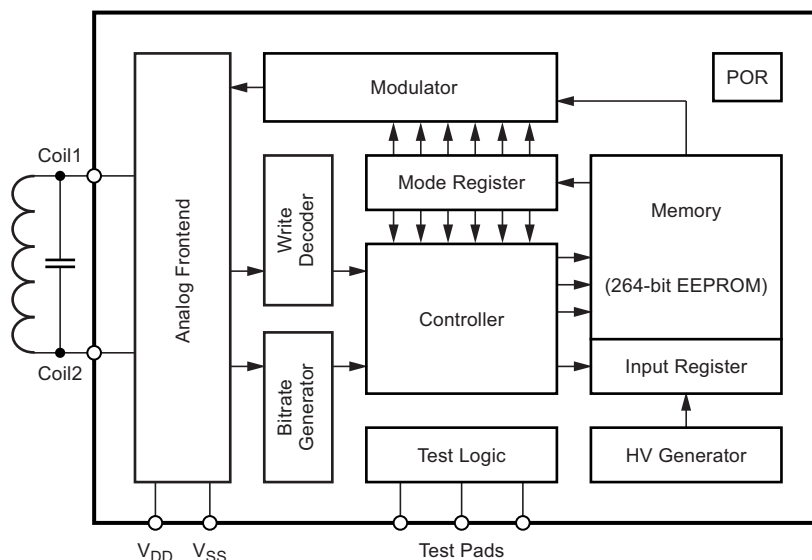 POR
Modulator
Coil1
Mode Register
Memory
Write
Decoder
Analog Frontend
(264-bit EEPROM)
Controller
Coil2
Input Register
Bitrate
Generator
Test Logic
HV Generator
VDD
VSS
Test Pads